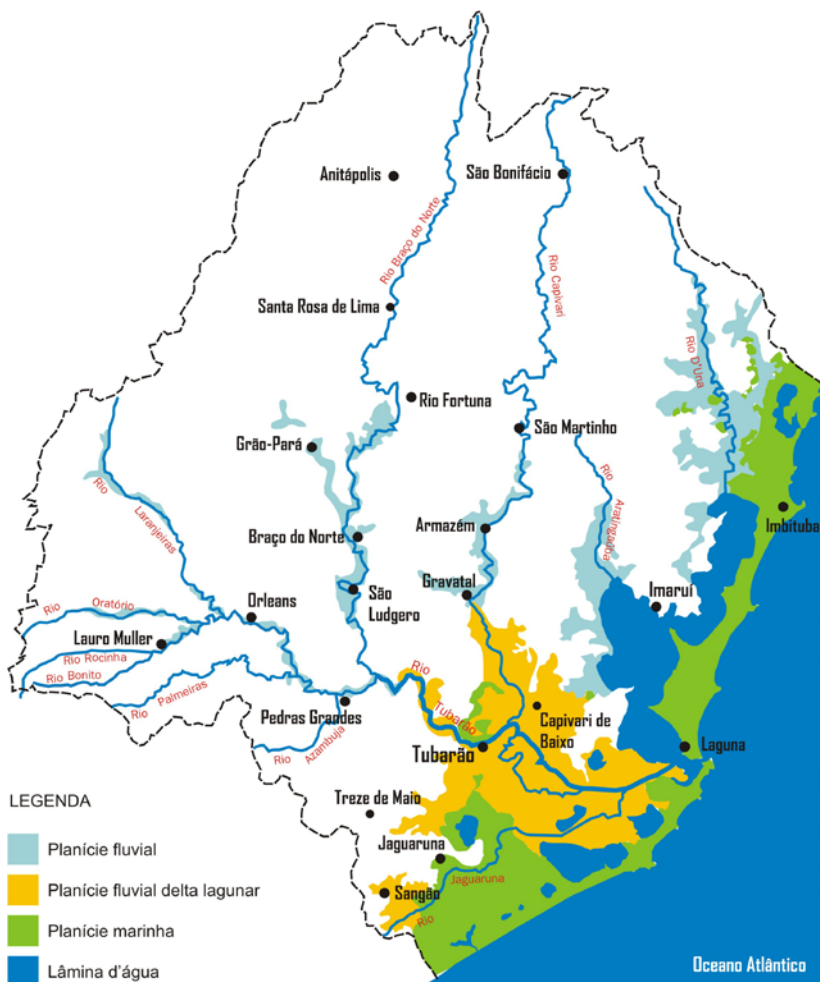 Anitápolis
São Bonifácio
Rio Braço do Norte
Rio Capivari
Santa Rosa de Lima
Rio D'Una
Rio Fortuna
São Martinho
Grão-Pará
Rio Laranjeiras
Rio Aratingaúba
Imbituba
Armazém
Braço do Norte
Gravatal
São
Ludgero
Imaruí
Rio Oratório
Orleans
Lauro Muller
Rio Rocinha
Rio Bonito
Rio Palmeiras
Rio Tubarão
Pedras Grandes
Capivari de
Baixo
Rio Azambuja
Tubarão
Laguna
Treze de Maio
Jaguaruna
Rio Jaguaruna
Sangão
LEGENDA
Planície fluvial
Planície fluvial delta lagunar
Planície marinha
Lâmina d'água
Oceano Atlântico